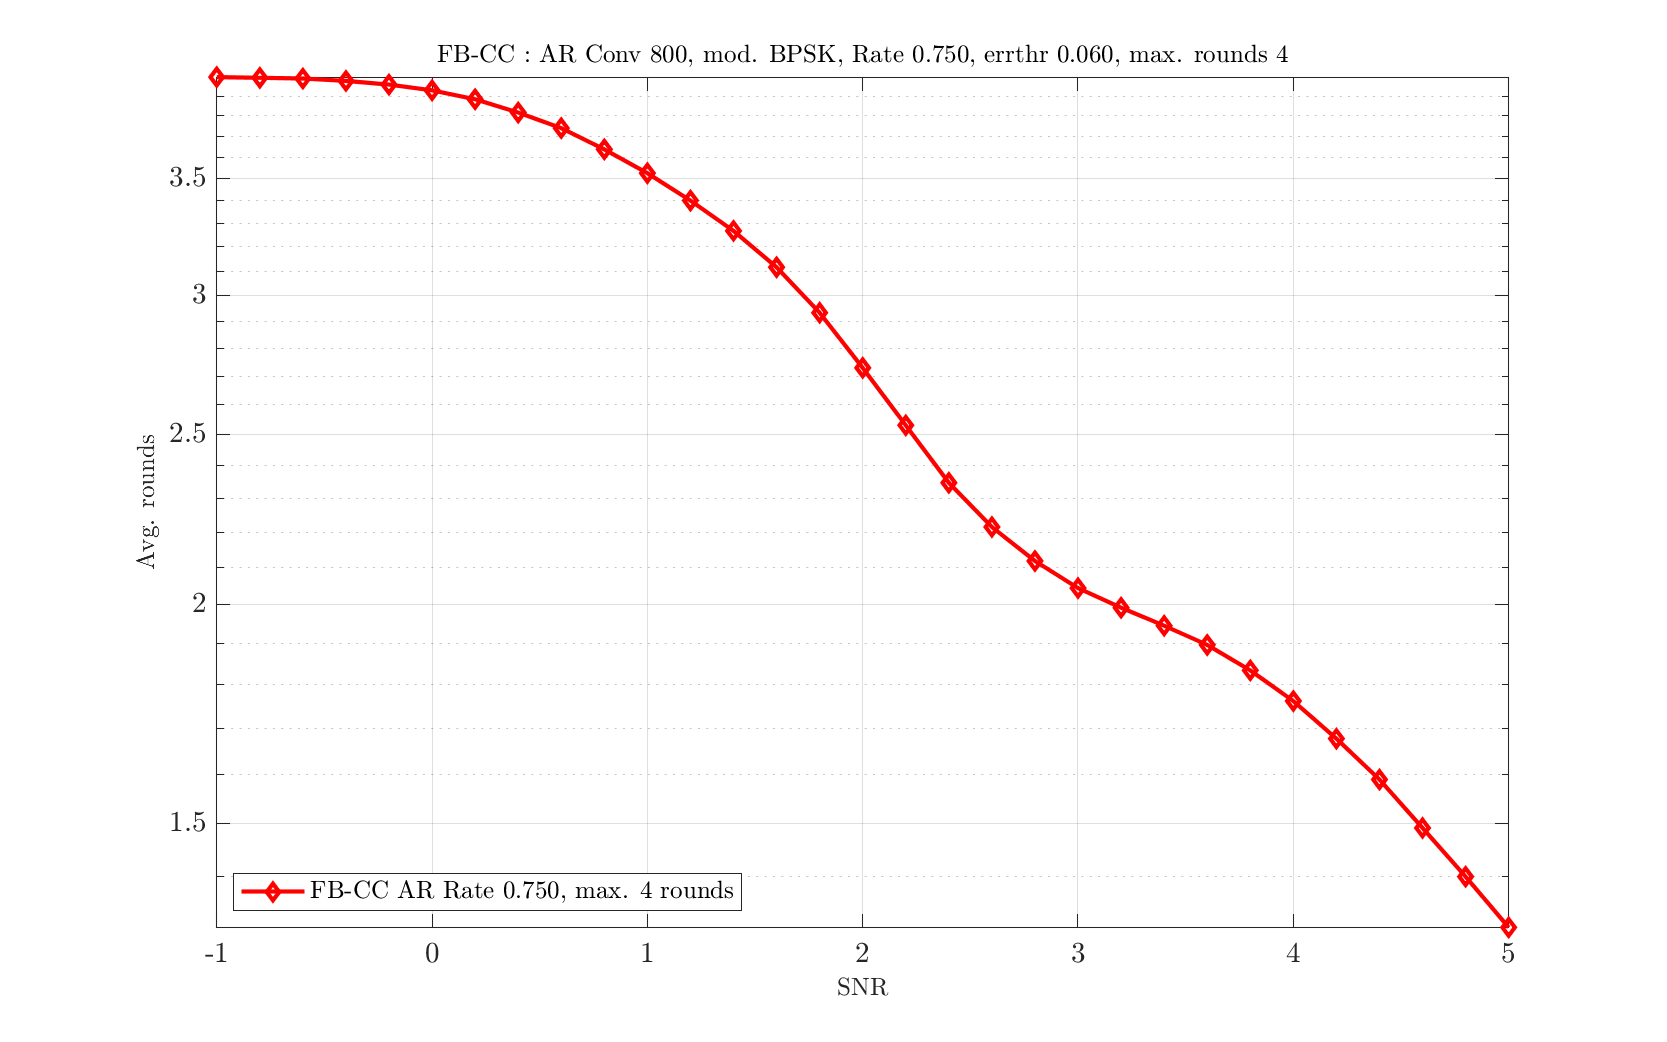 FB-CC : AR Conv 800, mod. BPSK, Rate 0.750, errthr 0.060, max. rounds 4
3.5
3
2.5
2
1.5
Avg. rounds
FB-CC AR Rate 0.750, max. 4 rounds
-1 0 1 2 3 4 5
SNR